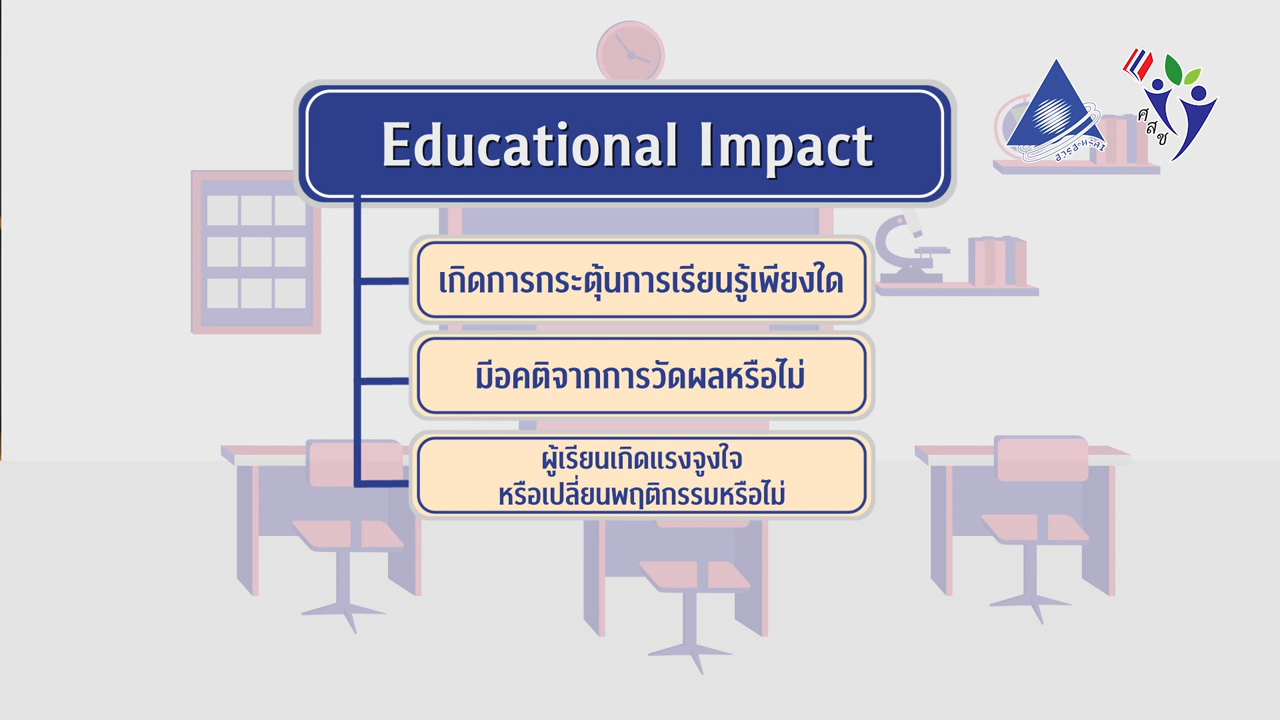 Educational Impact
เกิดการกระตุ้นการเรียนรู้เพียงใด
มีอคติจากการวัดผลหรือไม่
ผู้เรียนเกิดแรงจูงใจ
หรือเปลี่ยนพฤติกรรมหรือไม่
ศสช